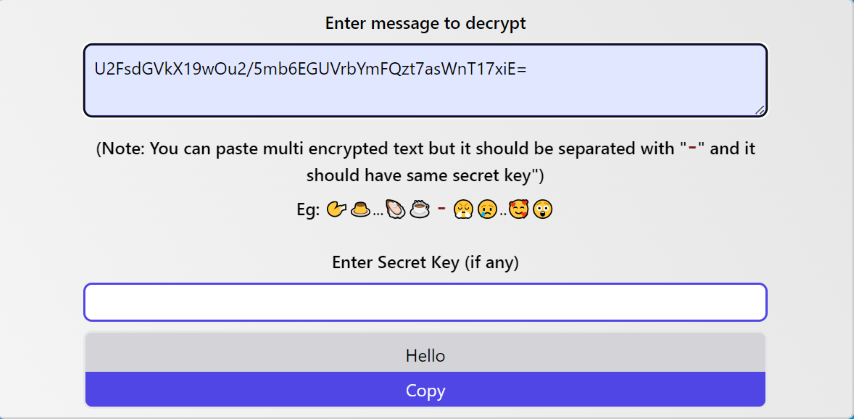 Enter message to decrypt
U2FsdGVkX19wOu2/5mb6EGUVrbYmFQzt7asWnT17xiE=
(Note: You can paste multi encrypted text but it should be separated with "-" and it
should have same secret key")
Eg: 🫲🍮...🦪☕ - 😤😢..🥰😲
Enter Secret Key (if any)
Hello
Copy